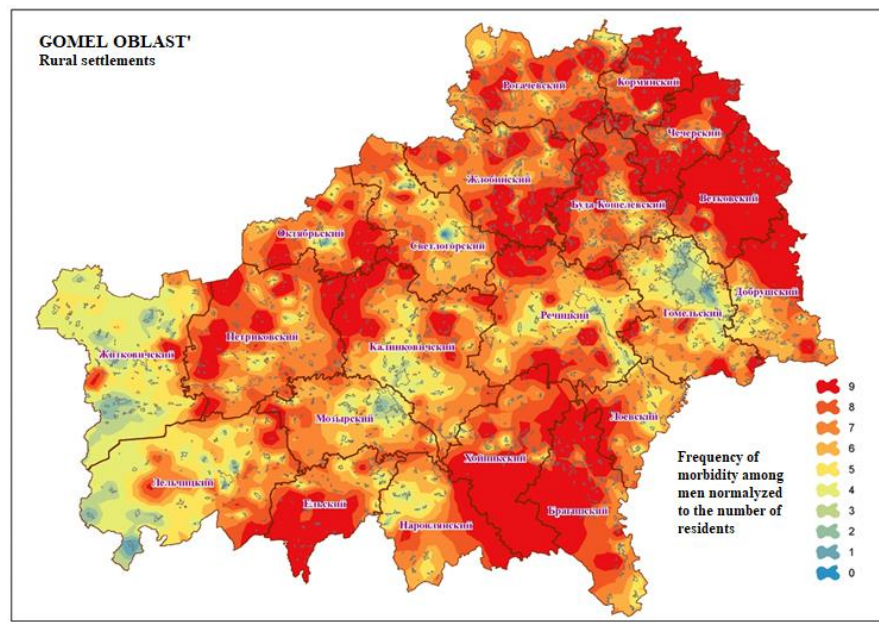 GOMEL OBLAST'
Rural settlements
Рогачевский
Кормянский
Чечерский
Жлобинский
Ветковский
Буда-Кошелевский
Октябрьский
Светлогорский
Добрушский
Речицкий
Гомельский
Петриковский
Калинковичский
Житковичский
Мозырский
Лоевский
Хойникский
Лельчицкий
Ельский
Брагинский
Наровлянский
Frequency of
morbidity among
men normalyzed
to the number of
residents
9
8
7
6
5
4
3
2
1
0